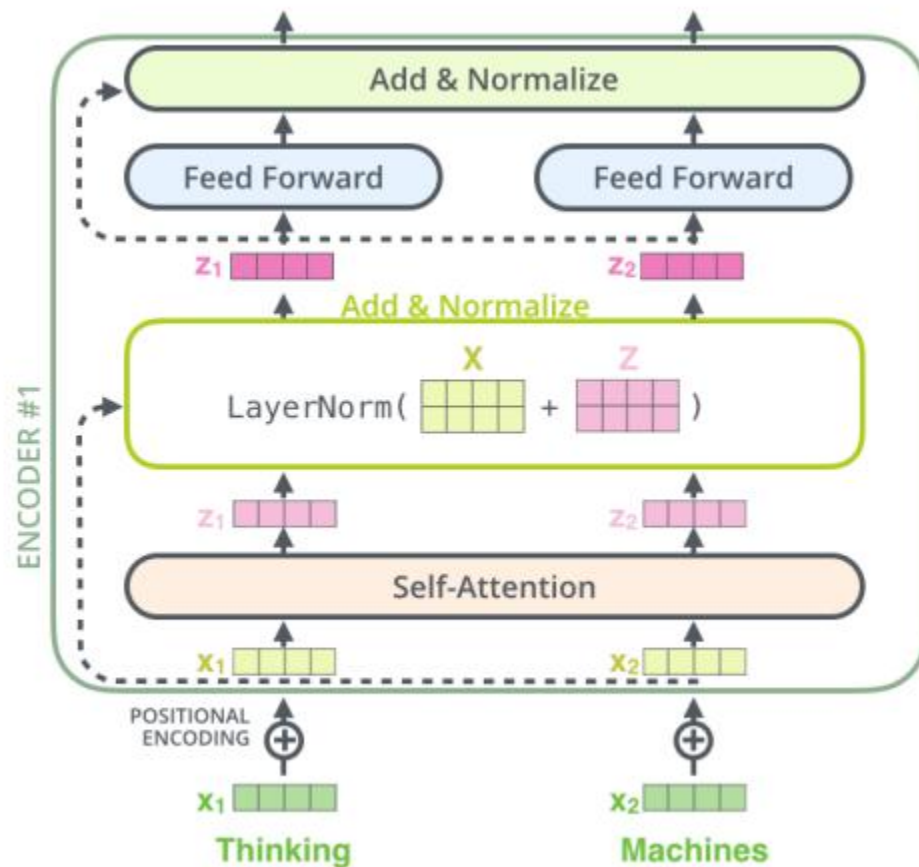 Add & Normalize
Feed Forward Feed Forward
z1 z2
Add & Normalize
X Z
LayerNorm( + )
ENCODER #1
z1 z2
Self-Attention
x1 x2
POSITIONAL
ENCODING
x1 x2
Thinking Machines